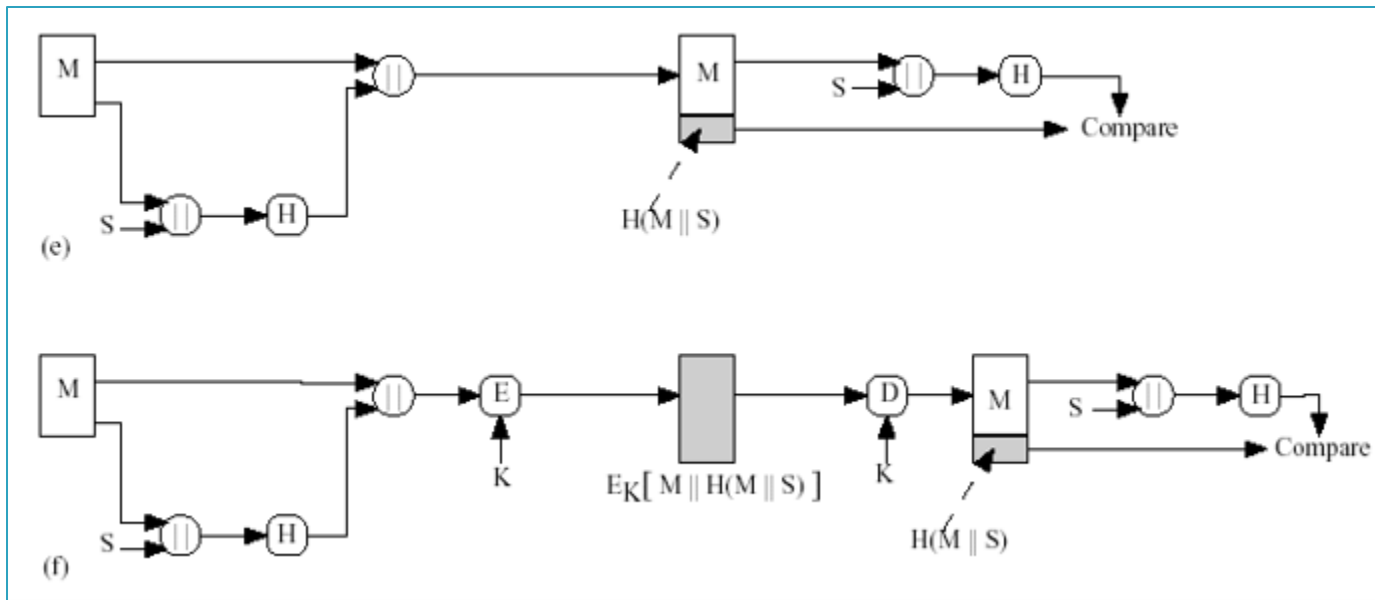 M || M S || H Compare
S || H H(M || S)
(e)
M || E D M S || H Compare
K K
E_K[ M || H(M || S) ]
S || H H(M || S)
(f)